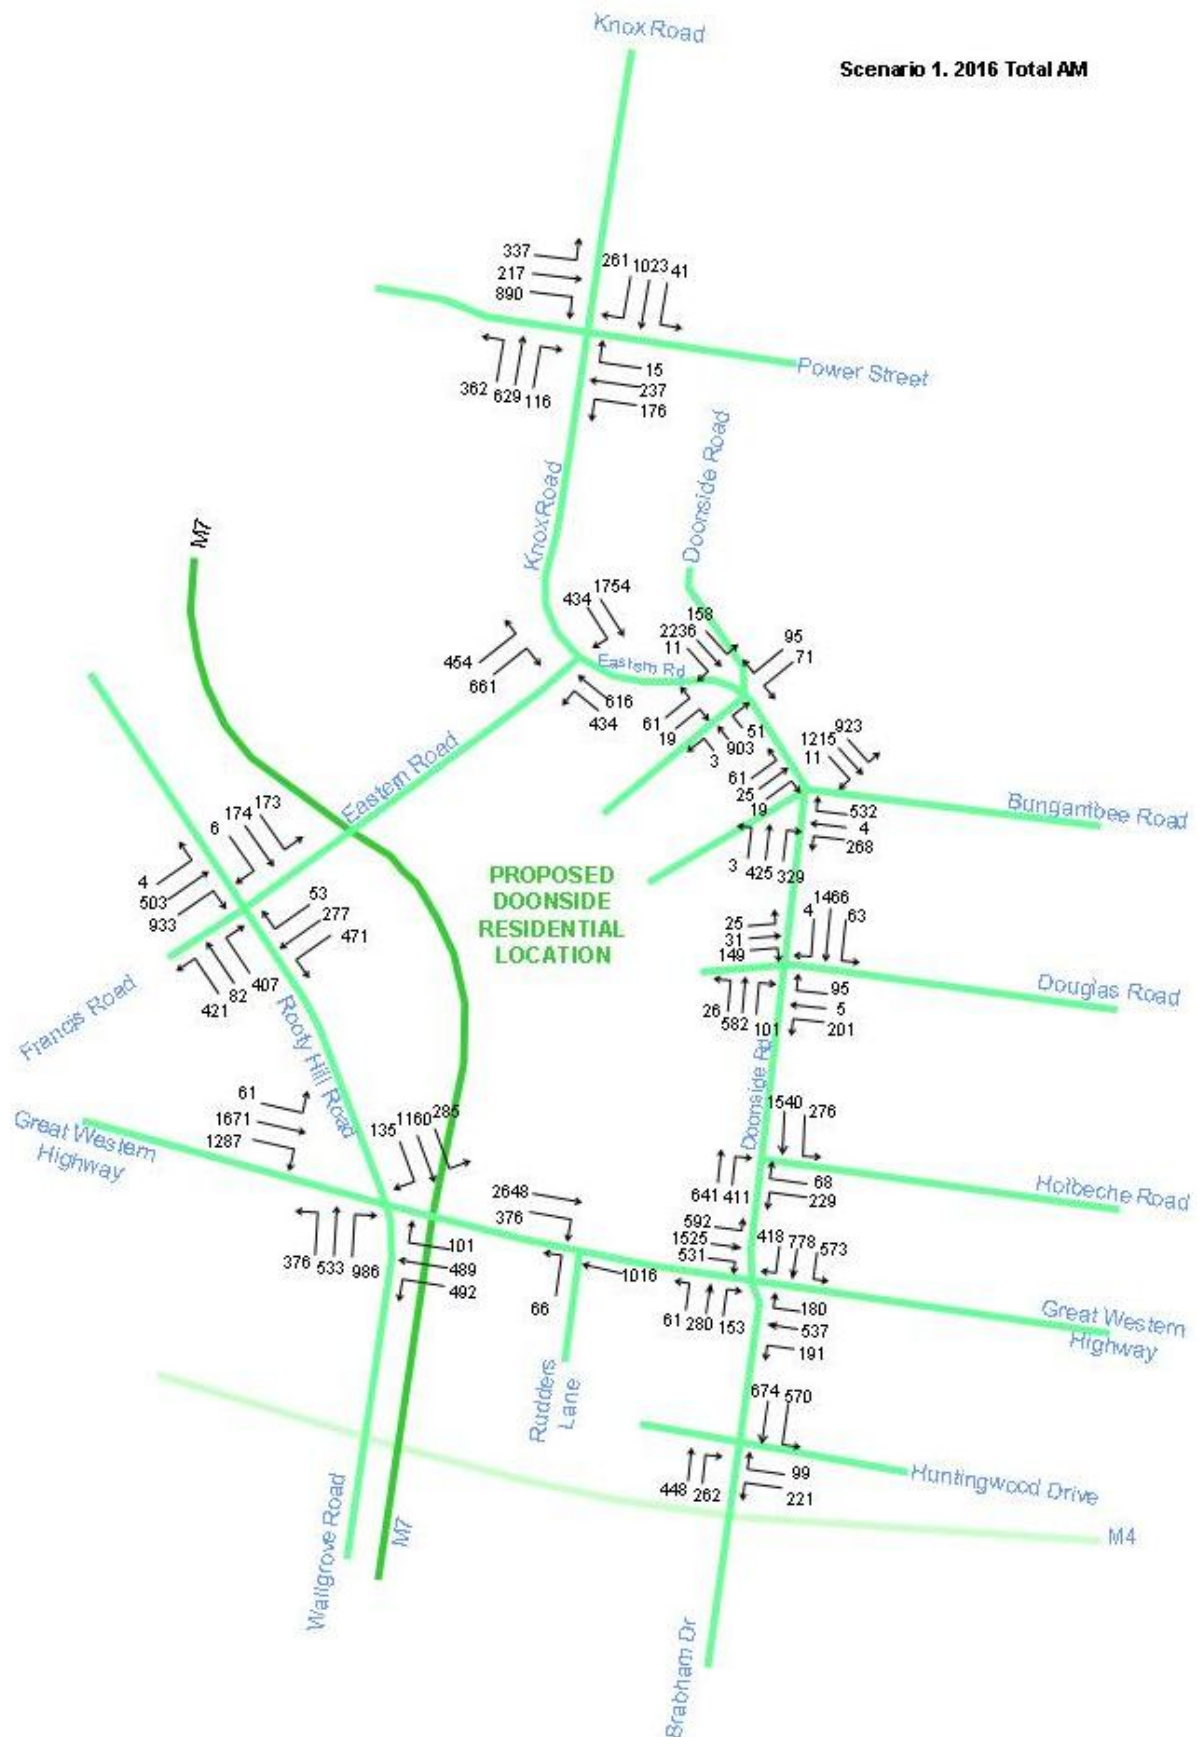 Knox Road
Scenario 1. 2016 Total AM
337
217
890
261 1023 41
362 629 116
15
237
176
Power Street
Doonside Road
Knox Road
M7
434 1754
454
661
616
434
Eastern Rd
158
2236
11
95
71
61
19
3
903
51
923
1215
11
61
25
19
532
4
268
Bungarribee Road
3 425 329
Eastern Road
6 174 173
4
503
933
53
277
471
421 82 407
Francis Road
Rooty Hill Road
PROPOSED
DOONSIDE
RESIDENTIAL
LOCATION
25
31
149
4 1466 63
26 582 101
95
5
201
Douglas Road
Doonside Rd
1540 276
641 411
68
229
Holbeche Road
Great Western
Highway
61
1671
1287
135 1160 285
376 533 986
101
489
492
2648
376
66
1016
Rudders
Lane
592
1525
531
418 778 573
61 280 153
180
537
191
Great Western
Highway
674 570
448 262
99
221
Huntingwood Drive
M4
Wallgrove Road
M7
Brabham Dr